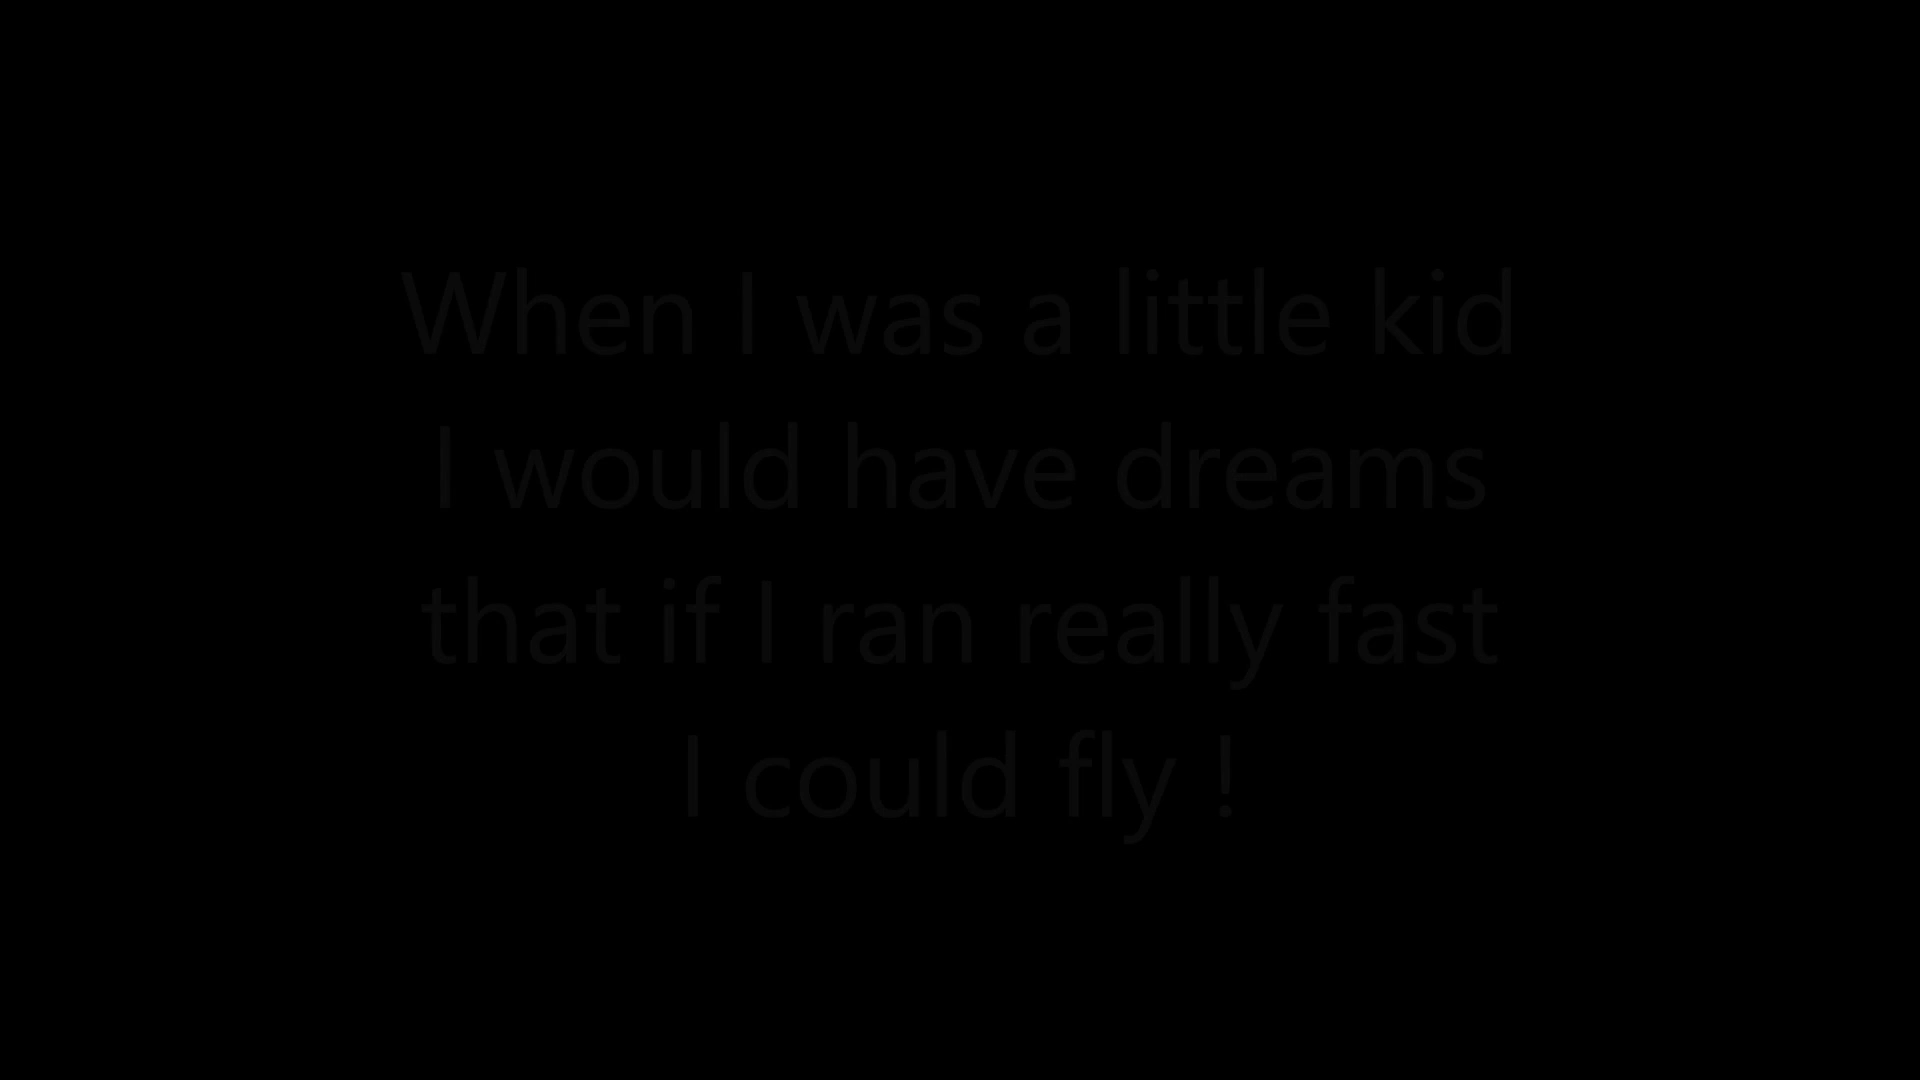 When I was a little kid
I would have dreams
that if I ran really fast
I could fly !